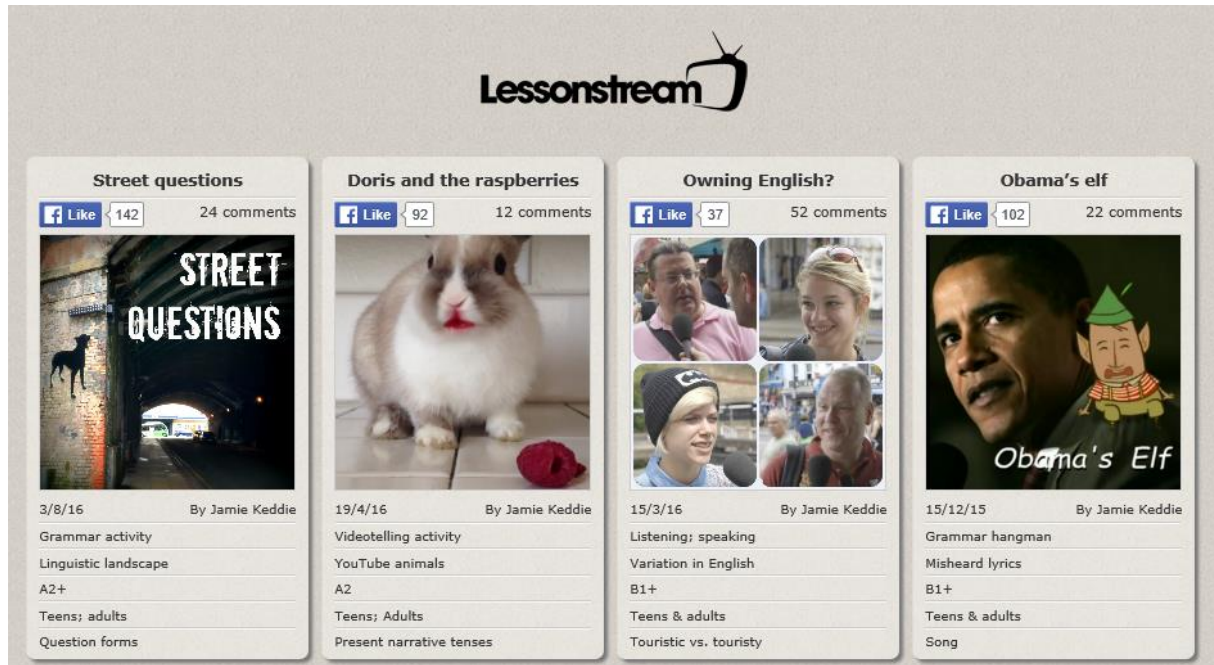 Lessonstream
Street questions
Like 142 24 comments
STREET
QUESTIONS
3/8/16 By Jamie Keddie
Grammar activity
Linguistic landscape
A2+
Teens; adults
Question forms
Doris and the raspberries
Like 92 12 comments
19/4/16 By Jamie Keddie
Videotelling activity
YouTube animals
A2
Teens; Adults
Present narrative tenses
Owning English?
Like 37 52 comments
15/3/16 By Jamie Keddie
Listening; speaking
Variation in English
B1+
Teens & adults
Touristic vs. touristy
Obama’s elf
Like 102 22 comments
Obama's Elf
15/12/15 By Jamie Keddie
Grammar hangman
Misheard lyrics
B1+
Teens & adults
Song